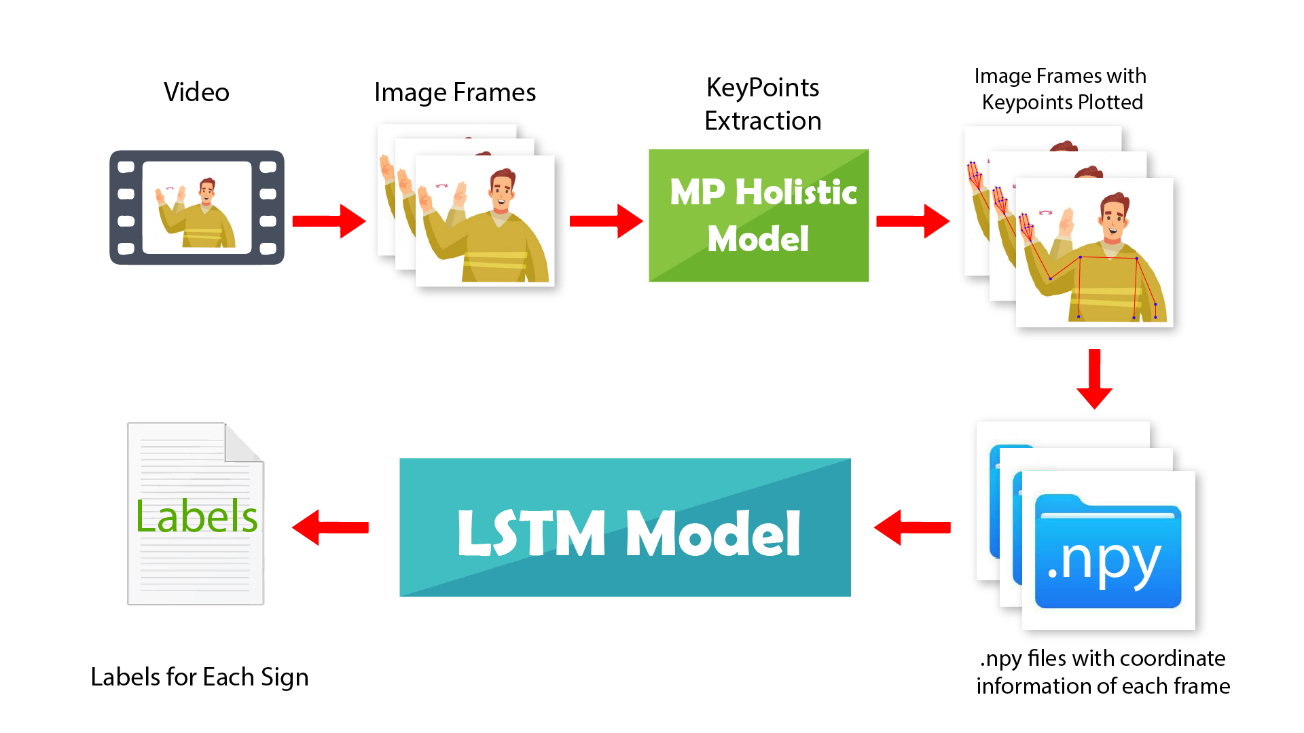 Video
Image Frames
KeyPoints
Extraction
MP Holistic
Model
Image Frames with
Keypoints Plotted
.npy
.npy files with coordinate
information of each frame
LSTM Model
Labels
Labels for Each Sign